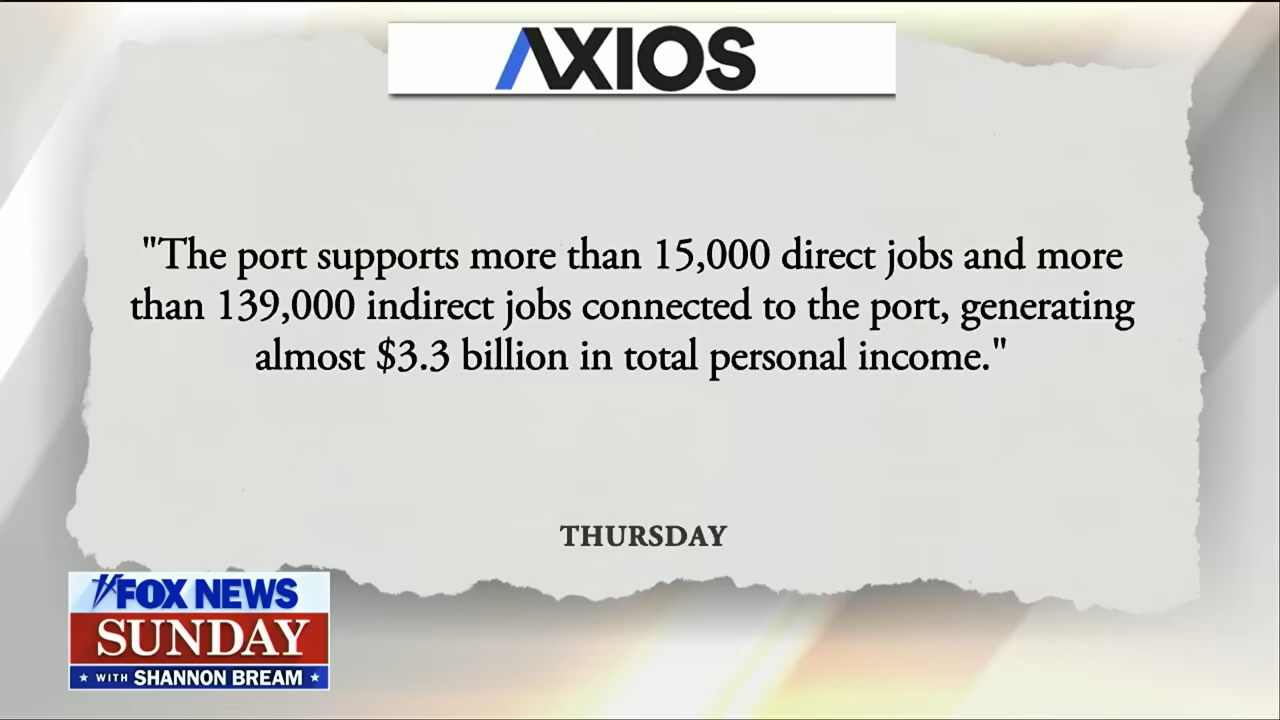 AXIOS
"The port supports more than 15,000 direct jobs and more
than 139,000 indirect jobs connected to the port, generating
almost $3.3 billion in total personal income."
THURSDAY
FOX NEWS
SUNDAY
WITH SHANNON BREAM